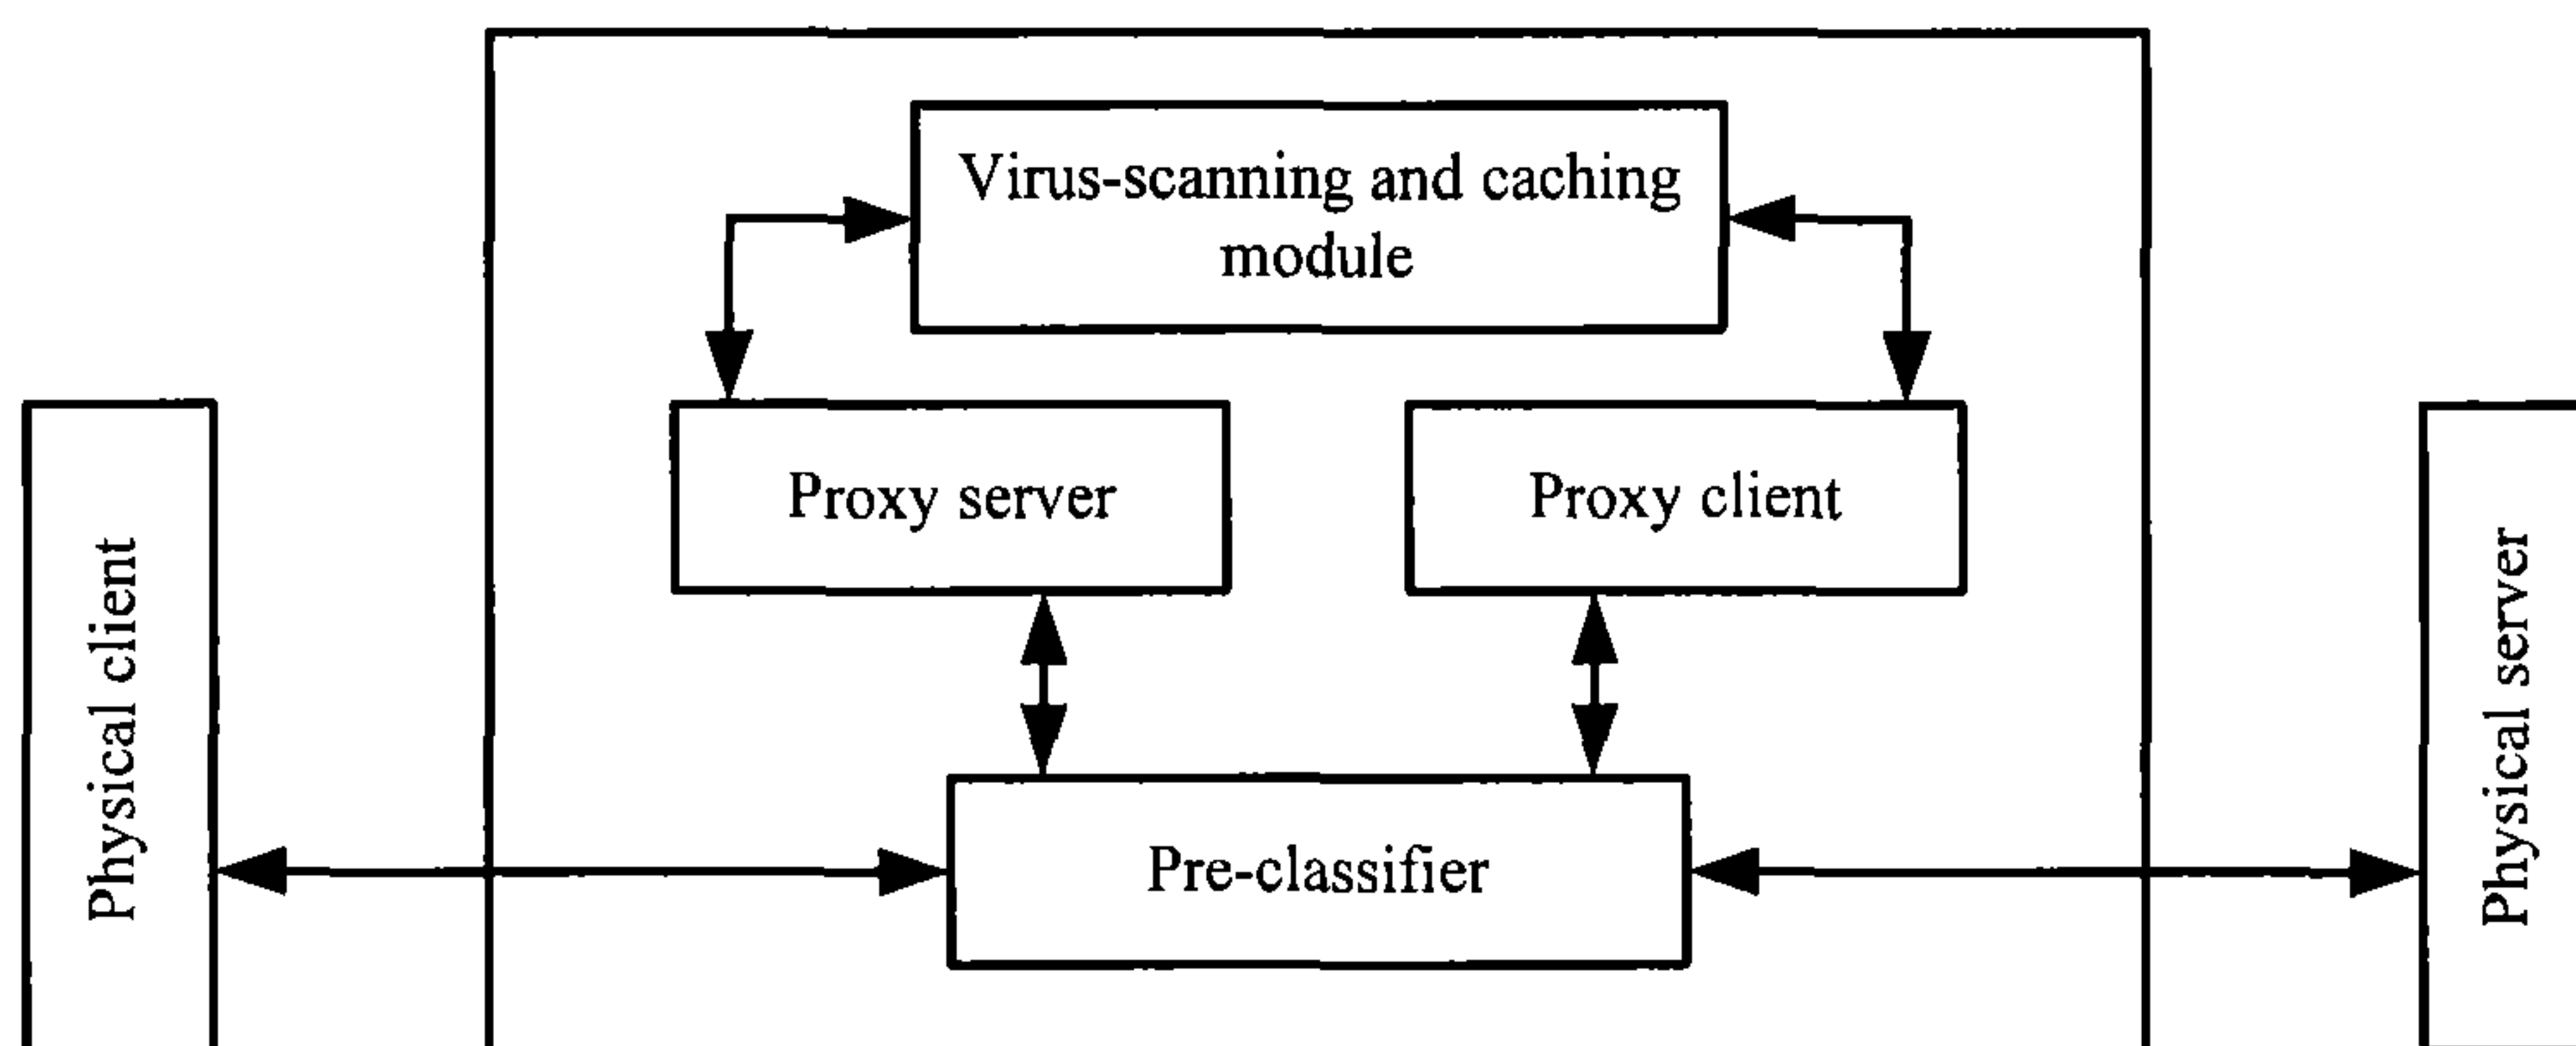 Virus-scanning and caching
module
Proxy server
Proxy client
Physical client
Physical server
Pre-classifier